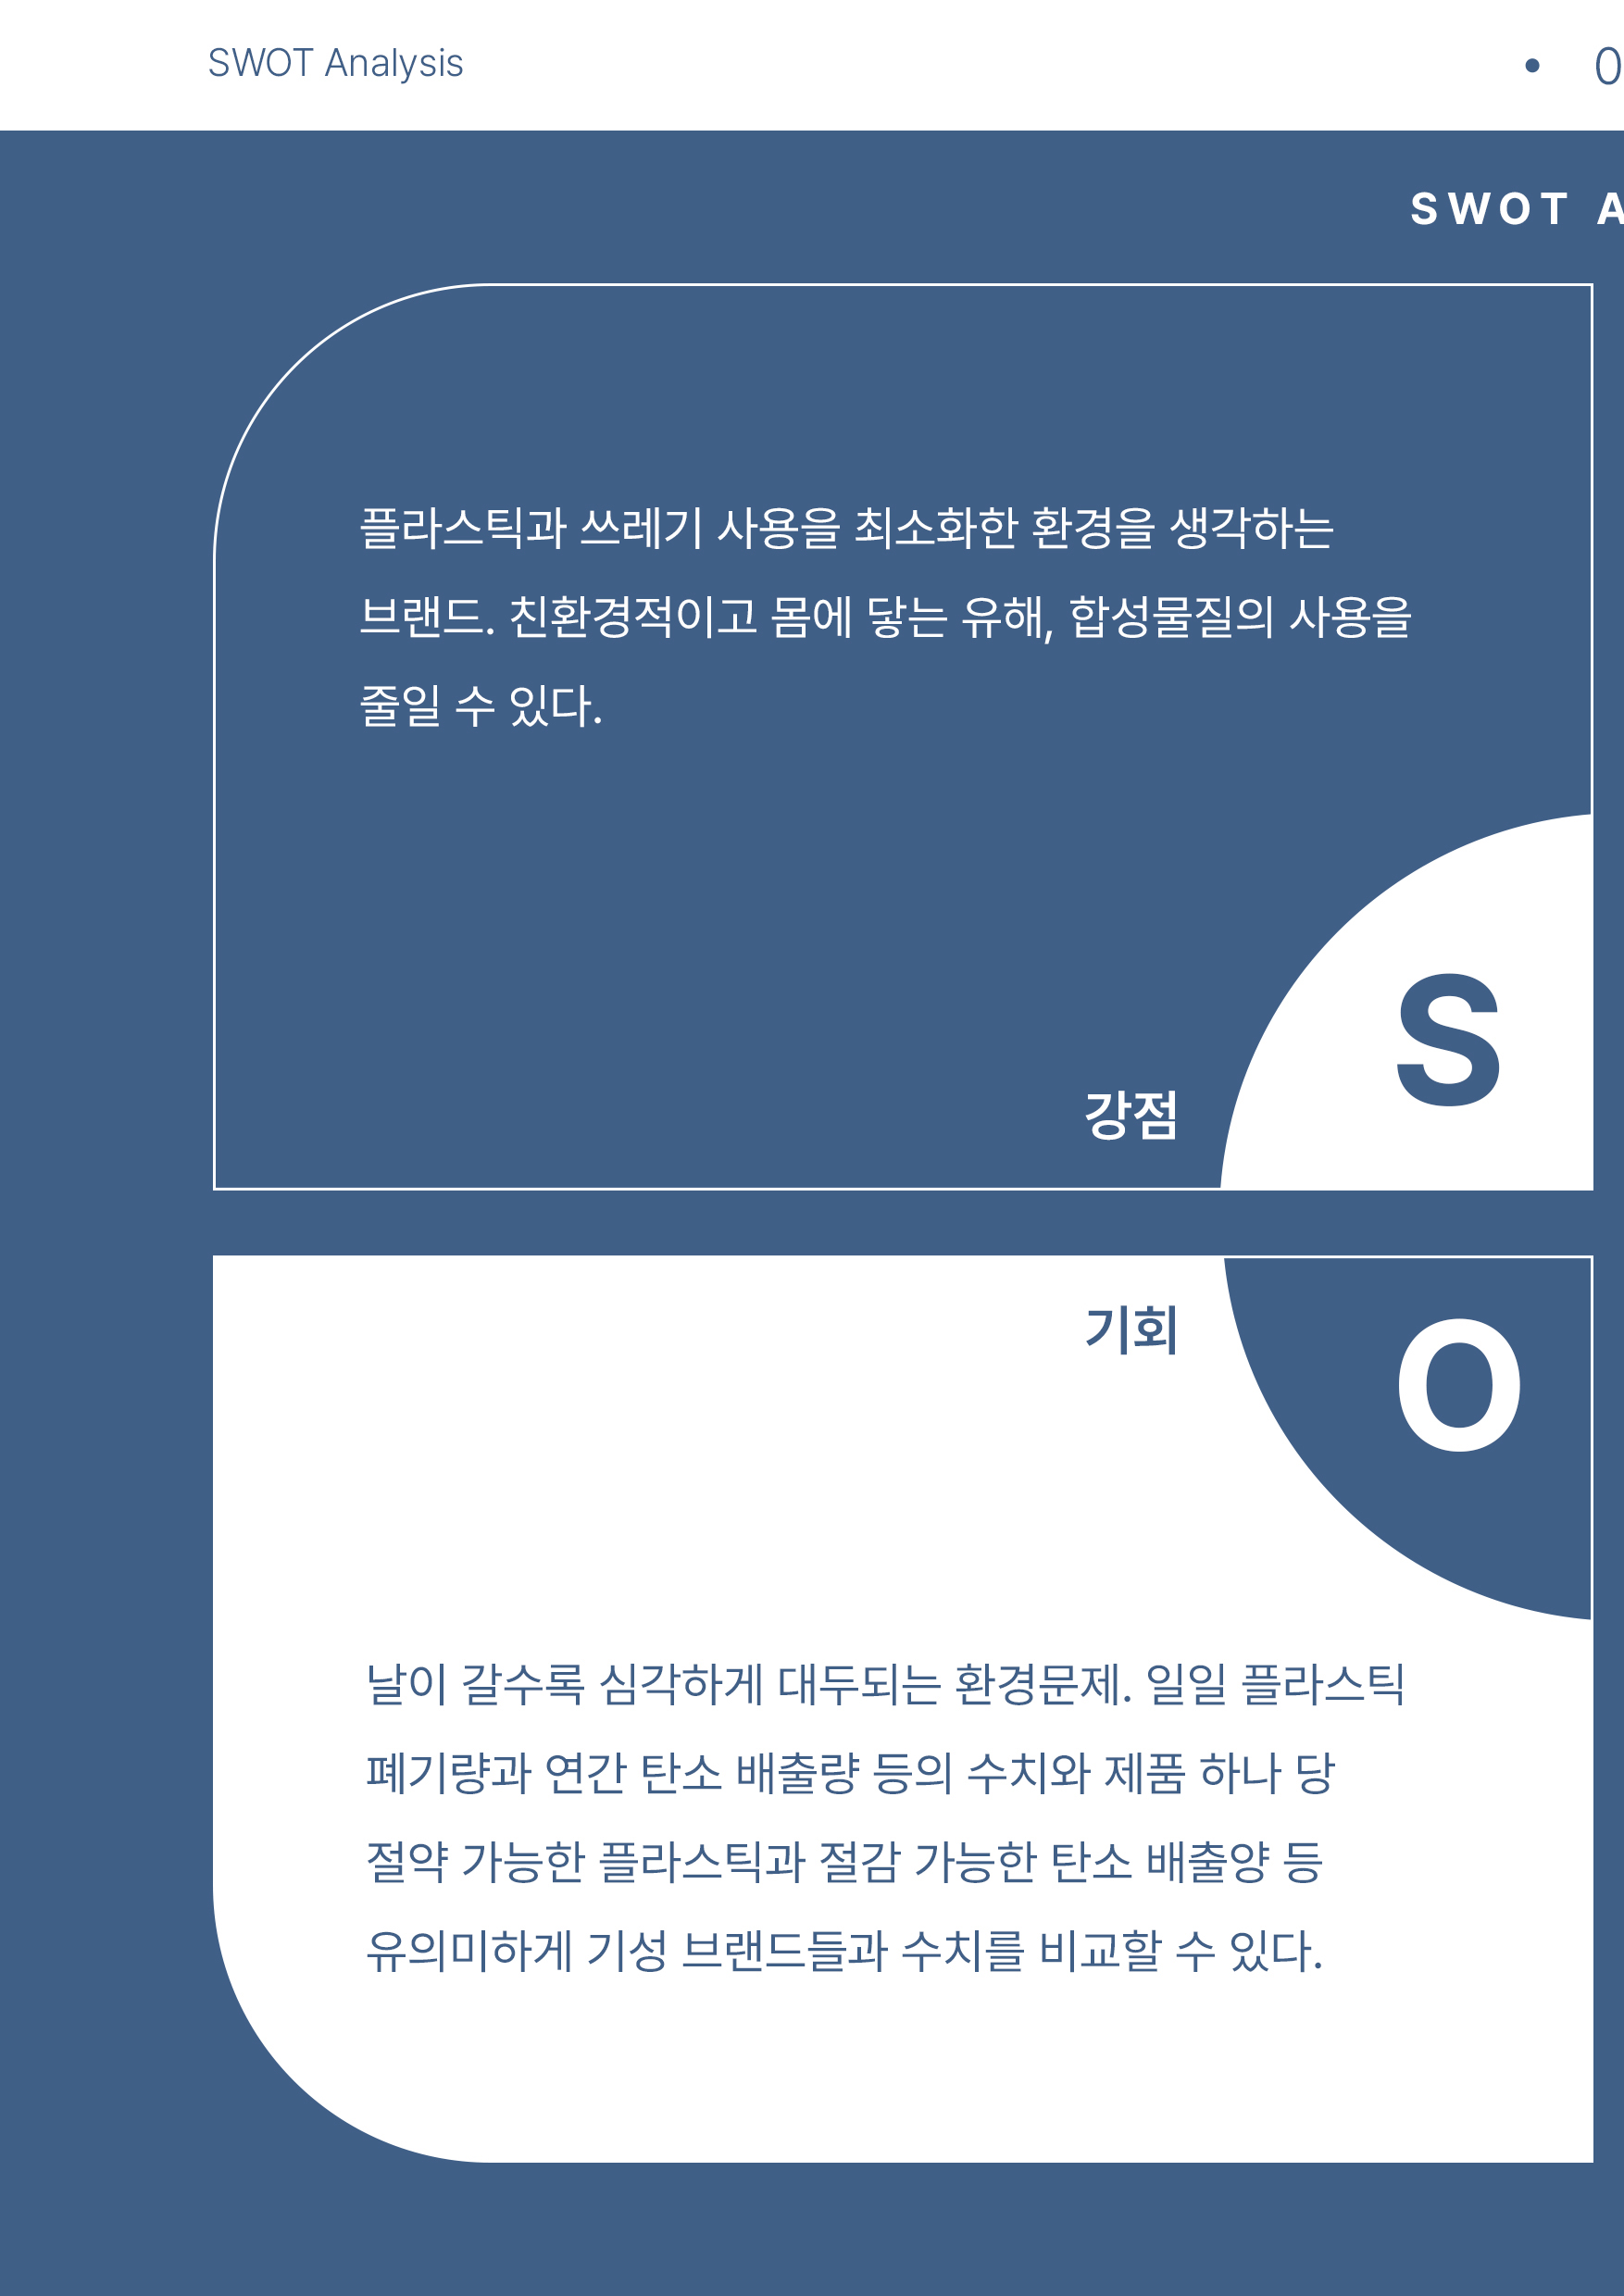 SWOT Analysis
• 0
SWOT A
플라스틱과 쓰레기 사용을 최소화한 환경을 생각하는
브랜드. 친환경적이고 몸에 닿는 유해, 합성물질의 사용을
줄일 수 있다.
S
강점
기회
O
날이 갈수록 심각하게 대두되는 환경문제. 일일 플라스틱
폐기량과 연간 탄소 배출량 등의 수치와 제품 하나 당
절약 가능한 플라스틱과 절감 가능한 탄소 배출양 등
유의미하게 기성 브랜드들과 수치를 비교할 수 있다.